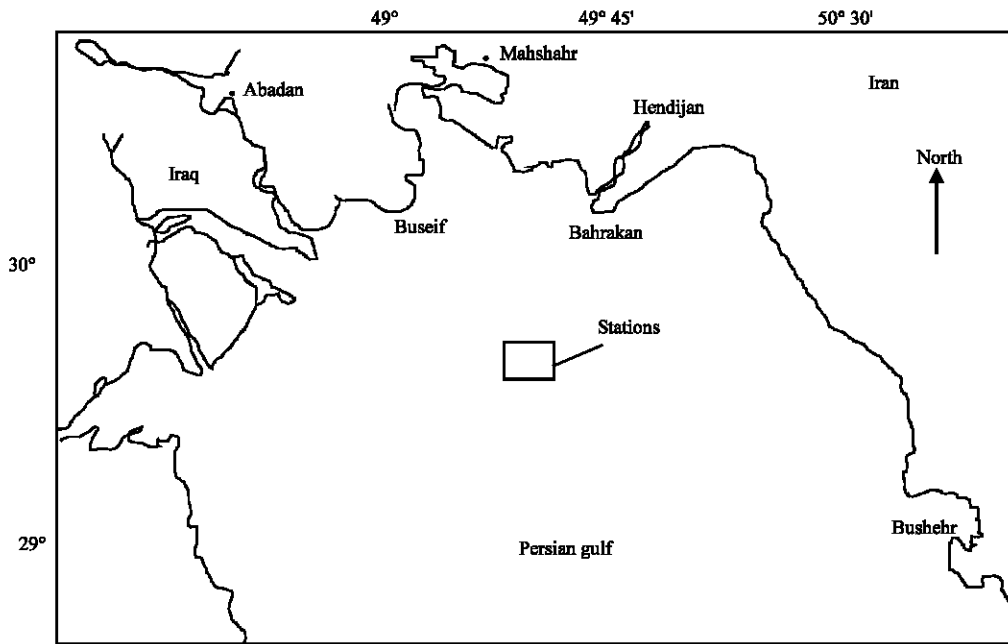 49° 49° 45' 50° 30'
Mahshahr
Iran
Abadan
Hendijan
North
Iraq
Buseif
Bahrakan
30°
Stations
Bushehr
29°
Persian gulf